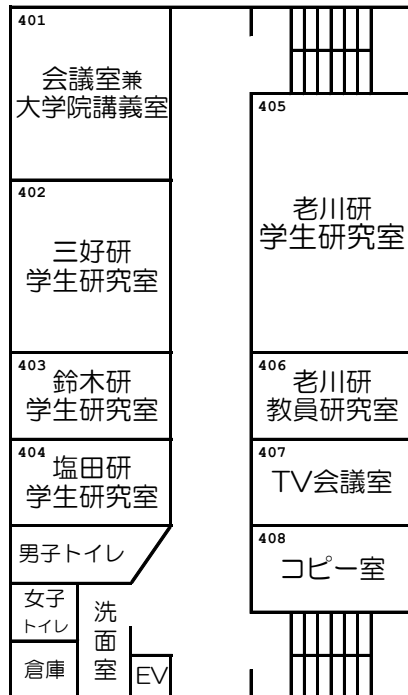 401
会議室兼
大学院講義室
402
三好研
学生研究室
403
鈴木研
学生研究室
404
塩田研
学生研究室
男子トイレ
女子
トイレ
洗
面
室
倉庫
EV
405
老川研
学生研究室
406
老川研
教員研究室
407
TV会議室
408
コピー室